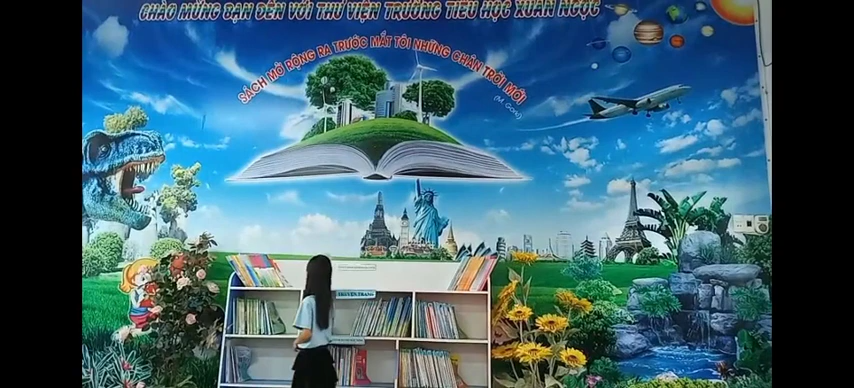 CHÀO MỪNG BẠN ĐẾN VỚI THƯ VIỆN TRƯỜNG TIỂU HỌC XUÂN NGỌC
SÁCH MỞ RỘNG RA TRƯỚC MẮT TÔI NHỮNG CHÂN TRỜI MỚI
(M. Gorki)
TRUYỆN TRANH